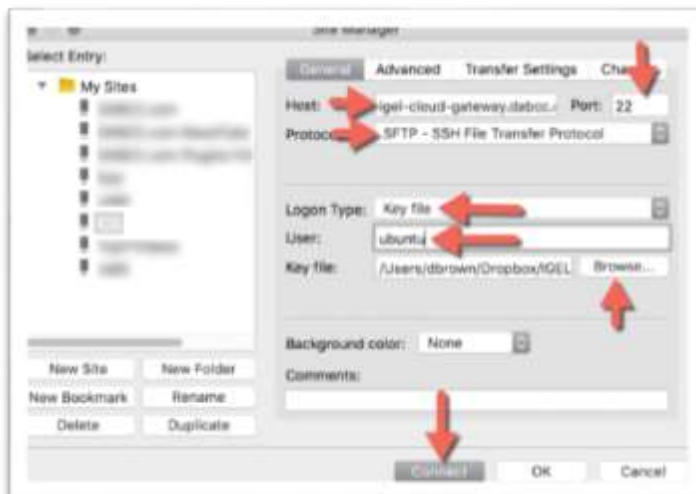 Site Manager
Select Entry:
My Sites
General Advanced Transfer Settings
Host: igel-cloud-gateway.daboc. Port: 22
Protocol: SFTP - SSH File Transfer Protocol
Logon Type: Key file
User: ubuntu
Key file: /Users/dbrown/Dropbox/IGEL Browse...
Background color: None
Comments:
New Site New Folder
New Bookmark Rename
Delete Duplicate
Connect OK Cancel